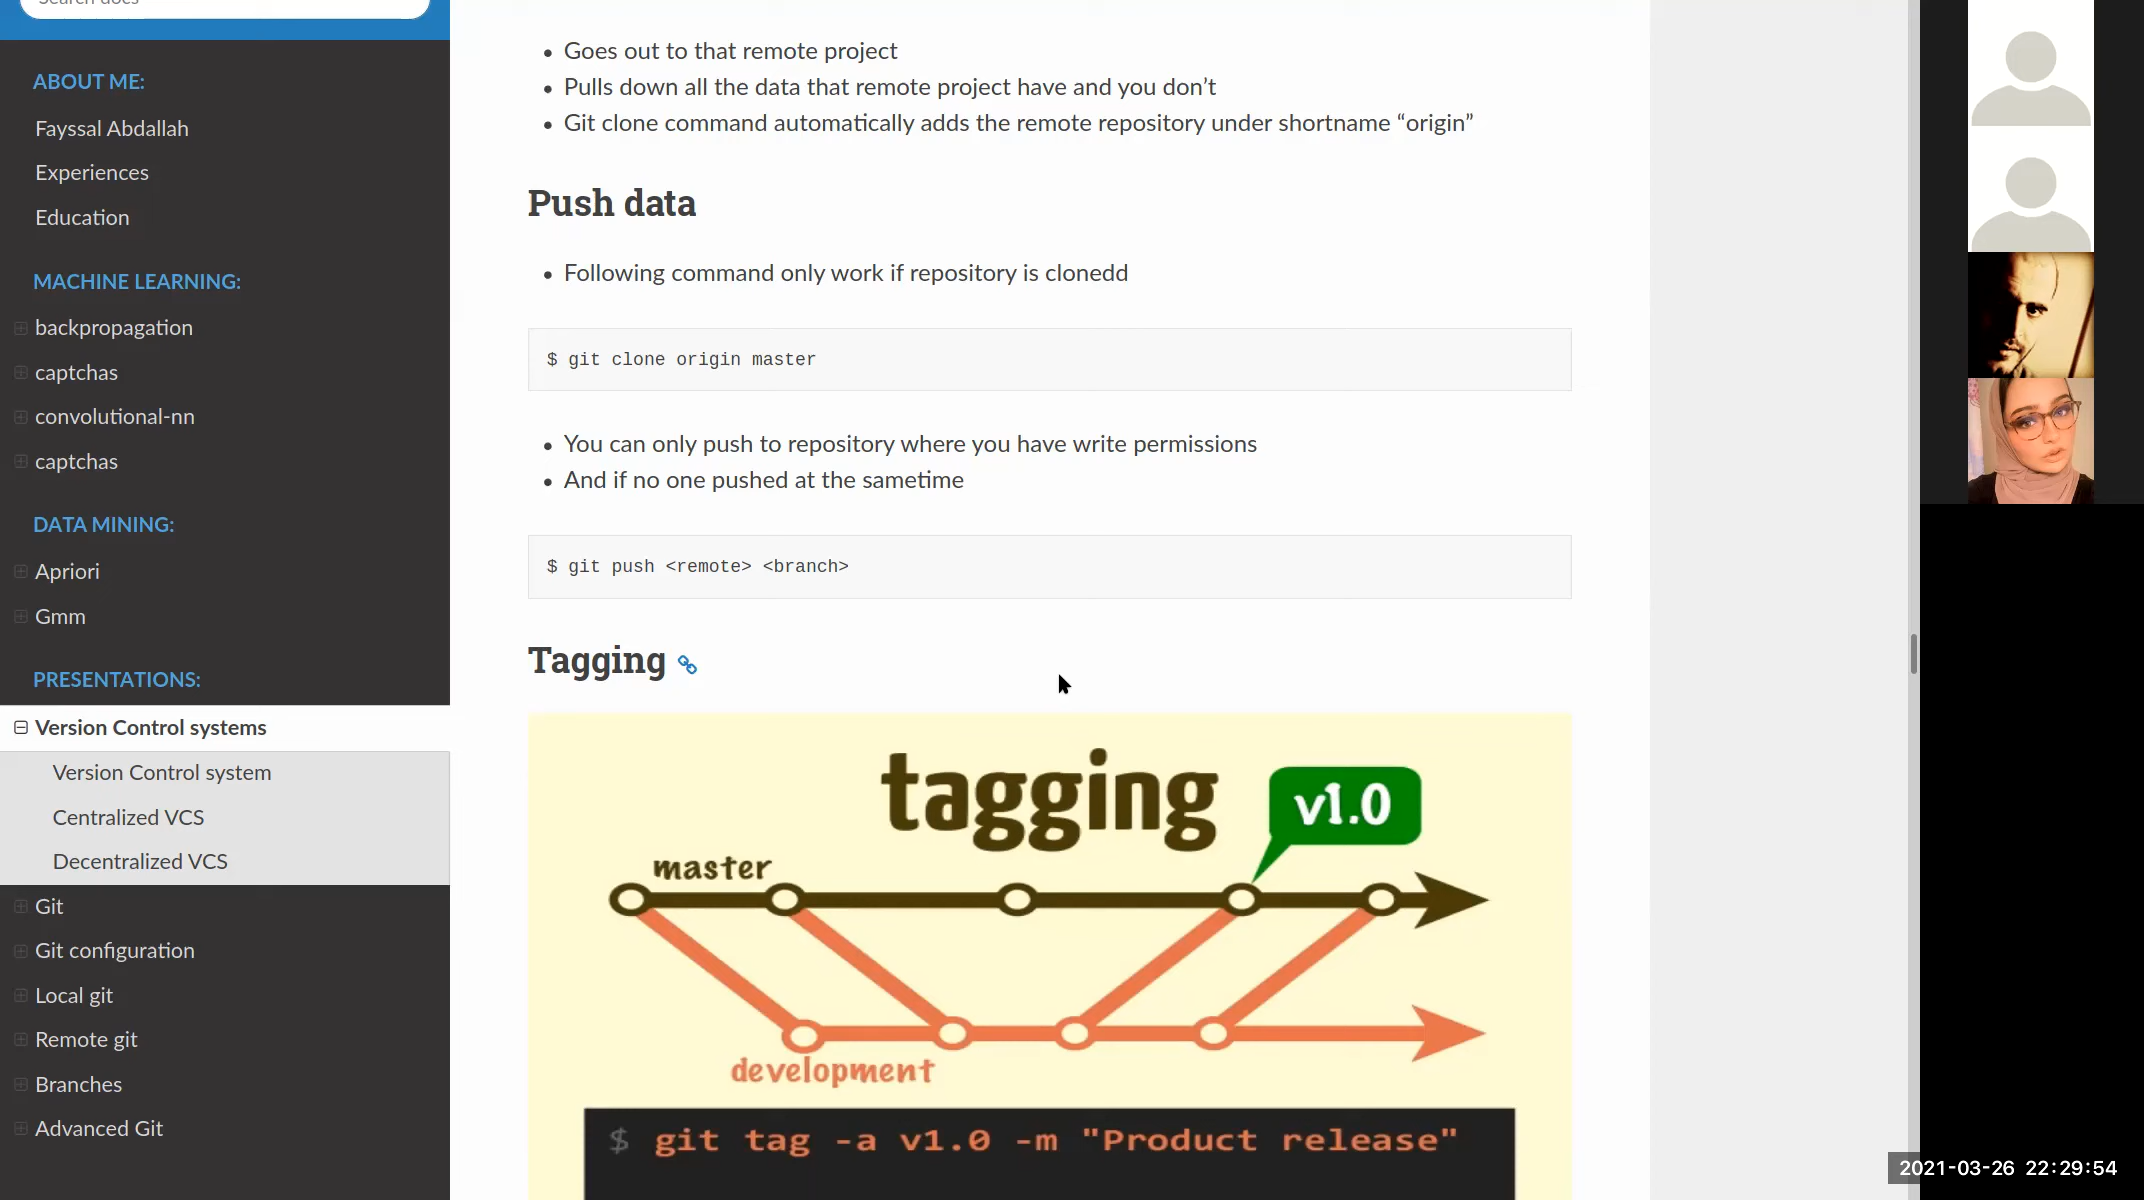 Search docs
ABOUT ME:
Fayssal Abdallah
Experiences
Education
MACHINE LEARNING:
backpropagation
captchas
convolutional-nn
captchas
DATA MINING:
Apriori
Gmm
PRESENTATIONS:
Version Control systems
Version Control system
Centralized VCS
Decentralized VCS
Git
Git configuration
Local git
Remote git
Branches
Advanced Git
Goes out to that remote project
Pulls down all the data that remote project have and you don’t
Git clone command automatically adds the remote repository under shortname “origin”
Push data
Following command only work if repository is clonedd
$ git clone origin master
You can only push to repository where you have write permissions
And if no one pushed at the sametime
$ git push <remote> <branch>
Tagging
tagging
v1.0
master
development
$ git tag -a v1.0 -m "Product release"
2021-03-26 22:29:54